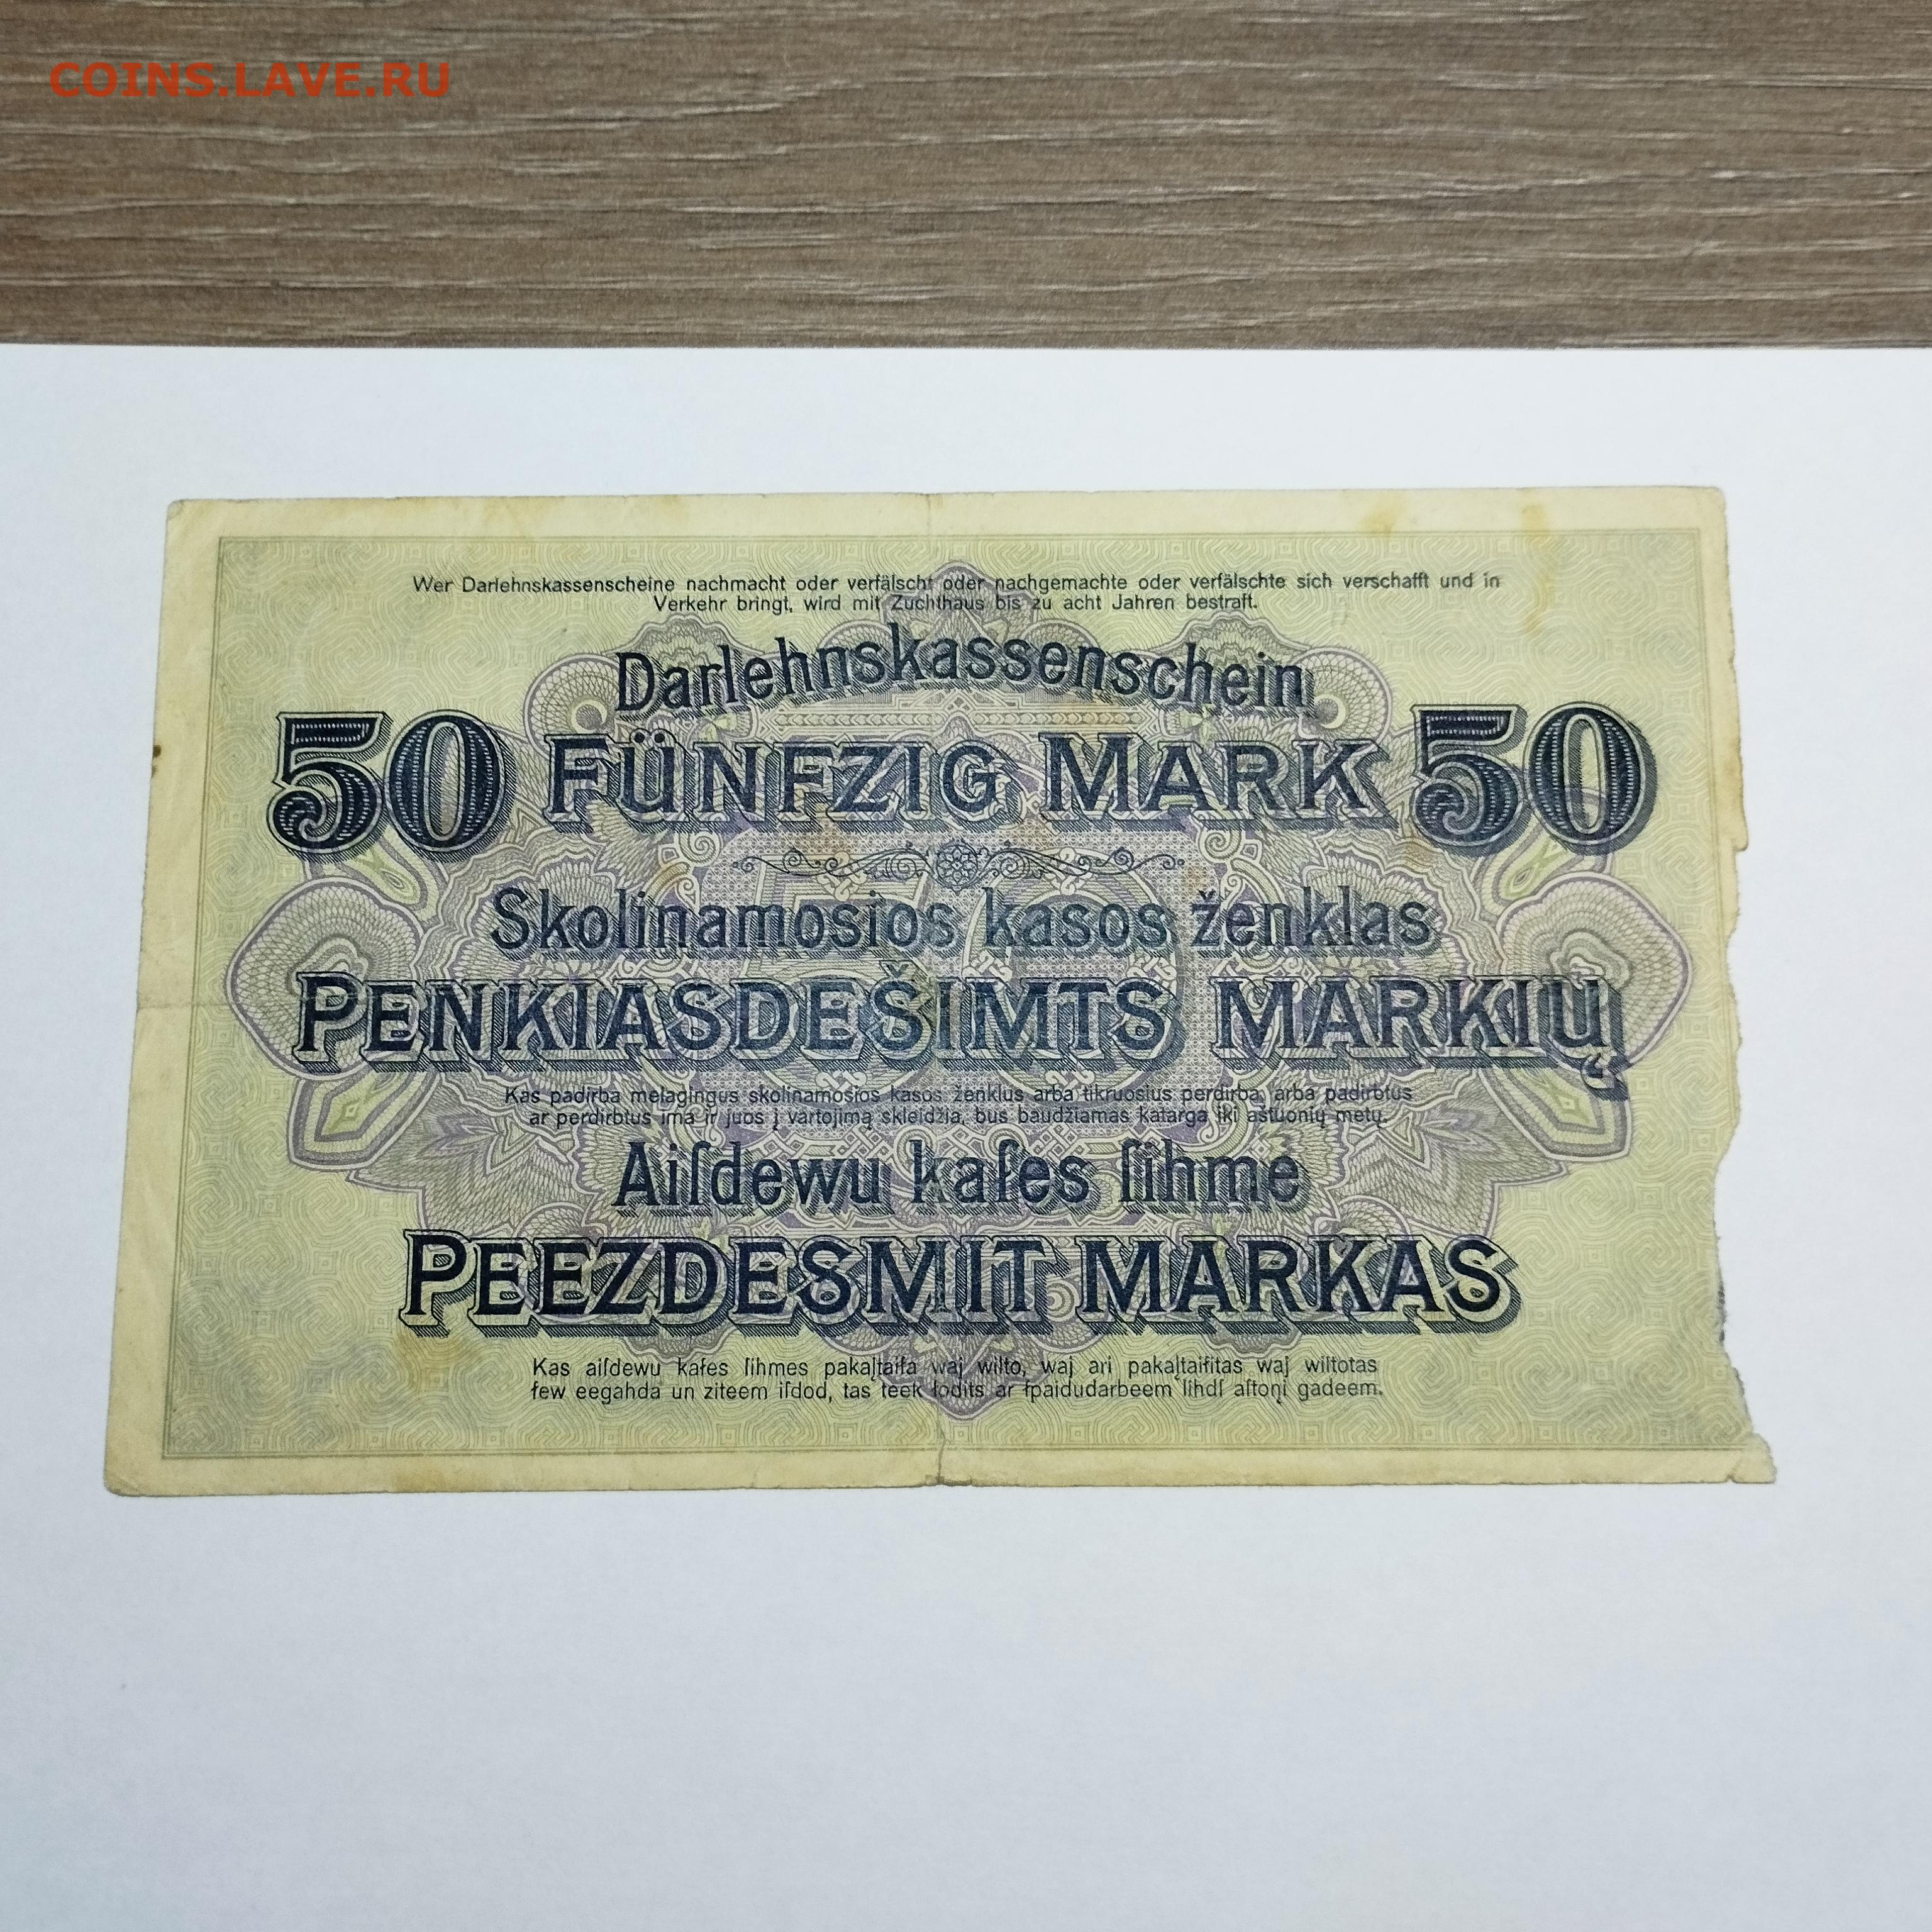 COINS.LAVE.RU
Wer Darlehnskassenscheine nachmacht oder verfälscht oder nachgemachte oder verfälschte sich verschafft und in
Verkehr bringt, wird mit Zuchthaus bis zu acht Jahren bestraft.
Darlehnskassenschein
50 FÜNFZIG MARK 50
Skolinamosios kasos ženklas
PENKIASDEŠIMTS MARKIŲ
Kas padirba melagingus skolinamosios kasos ženklus arba tikruosius perdirba, arba padirbtus
ar perdirbtus ima ir juos į vartojimą skleidžia, bus baudžiamas katarga iki aštuonių metų.
Aiſdewu kaſes ſihme
PEEZDESMIT MARKAS
Kas aiſdewu kaſes ſihmes pakaļtaiſa waj wilto, waj ari pakaļtaiſitas waj wiltotas
ſew eegahdā un ziteem iſdod, tas teek ſodits ar ſpaidudarbeem lihdſ aſtoņi gadeem.